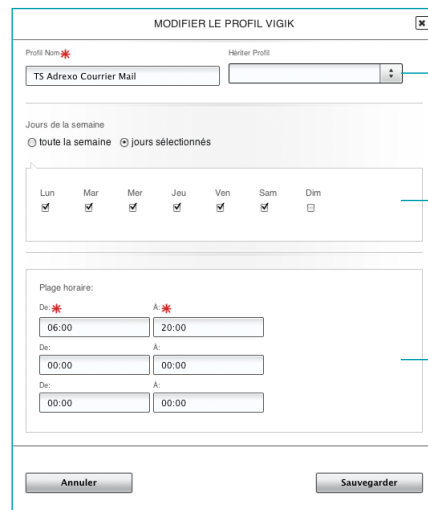 MODIFIER LE PROFIL VIGIK
Profil Nom Hériter Profil
TS Adrexo Courrier Mail
Jours de la semaine
toute la semaine jours sélectionnés
Lun Mar Mer Jeu Ven Sam Dim
Plage horaire:
De: À:
06:00 20:00
De: À:
00:00 00:00
De: À:
00:00 00:00
Annuler Sauvegarder